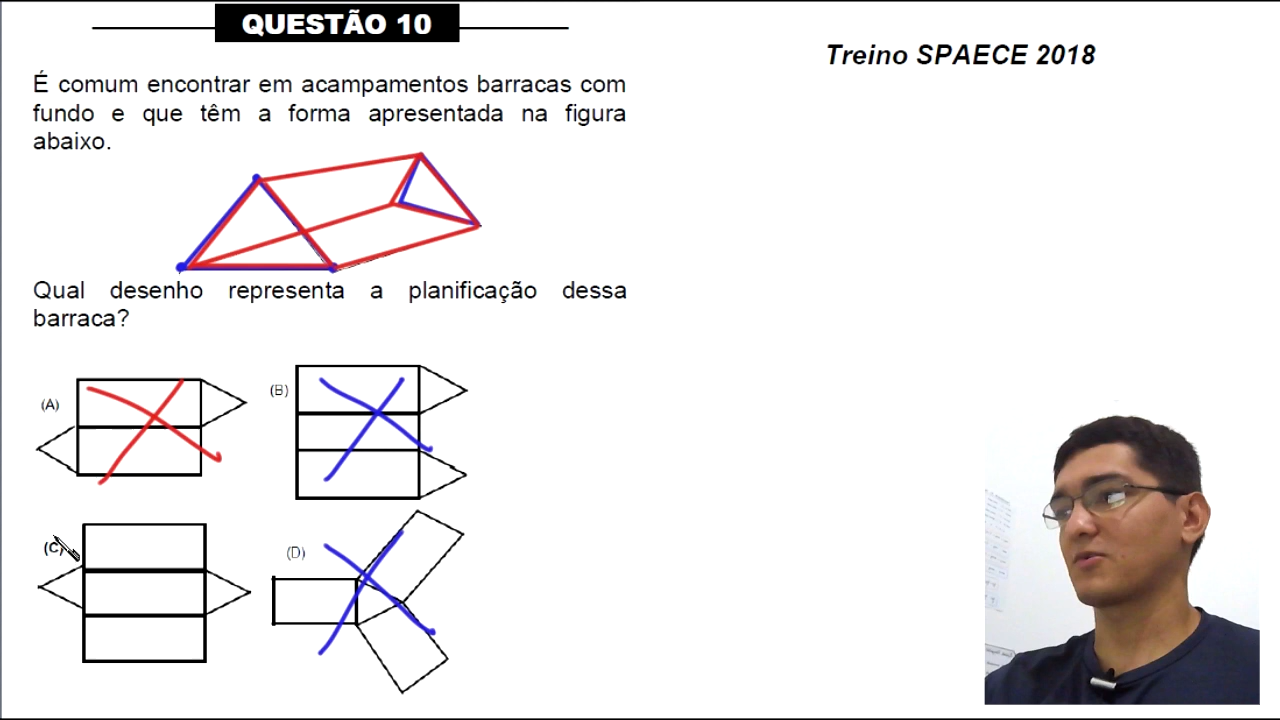 QUESTÃO 10
Treino SPAECE 2018
É comum encontrar em acampamentos barracas com
fundo e que têm a forma apresentada na figura
abaixo.
Qual desenho representa a planificação dessa
barraca?
(A)
(B)
(C)
(D)